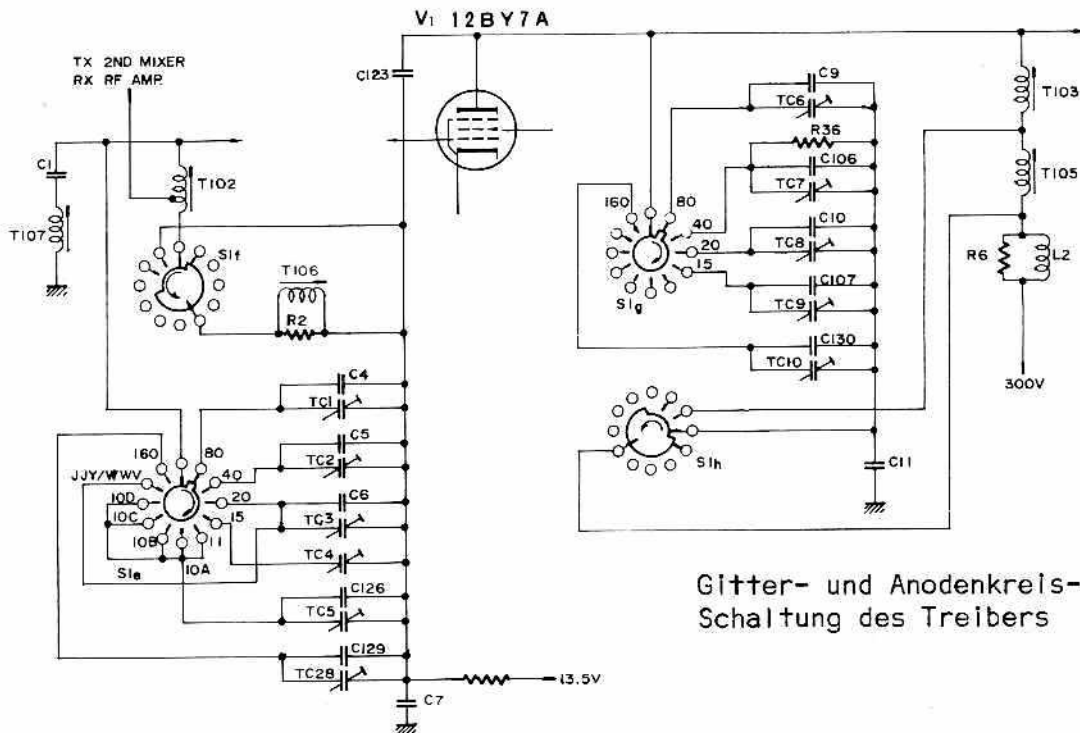 V1 12BY7A
TX 2ND MIXER
RX RF AMP.
C123
C1
T102
T107
S1f
T106
R2
C4
TC1
C5
TC2
C6
TC3
TC4
C126
TC5
C129
TC28
C7
13.5V
160
80
JJY/WWV
40
10D
20
10C
15
10B
11
10A
S1e
C9
TC6
R36
C106
TC7
C10
TC8
C107
TC9
C130
TC10
160
80
40
20
15
S1g
S1h
C11
T103
T105
R6
L2
300V
Gitter- und Anodenkreis-
Schaltung des Treibers